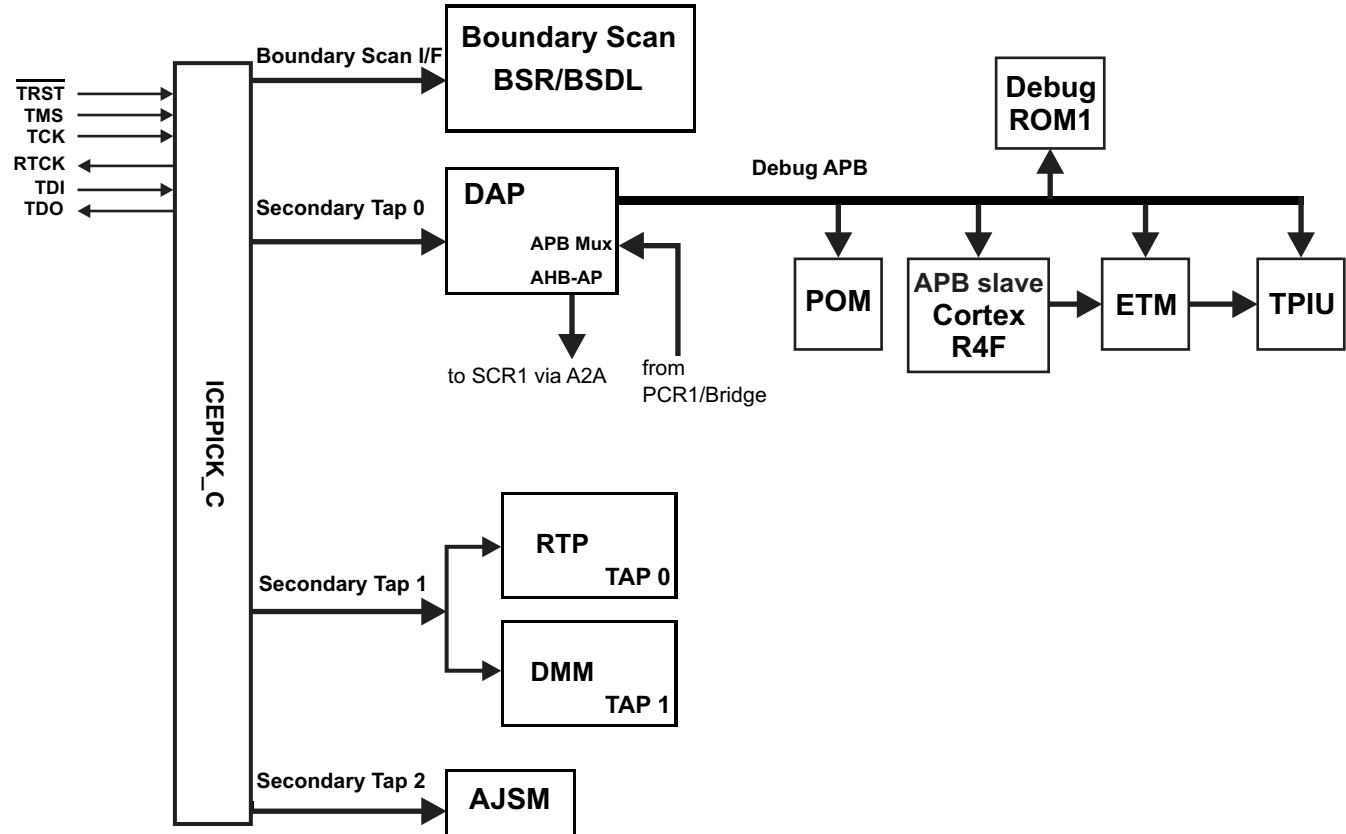 Boundary Scan I/F
Boundary Scan
BSR/BSDL
TRST
TMS
TCK
RTCK
TDI
TDO
Debug
ROM1
Debug APB
Secondary Tap 0
DAP
APB Mux
AHB-AP
POM
APB slave
Cortex
R4F
ETM
TPIU
to SCR1 via A2A
from
PCR1/Bridge
ICEPICK_C
RTP
TAP 0
Secondary Tap 1
DMM
TAP 1
Secondary Tap 2
AJSM